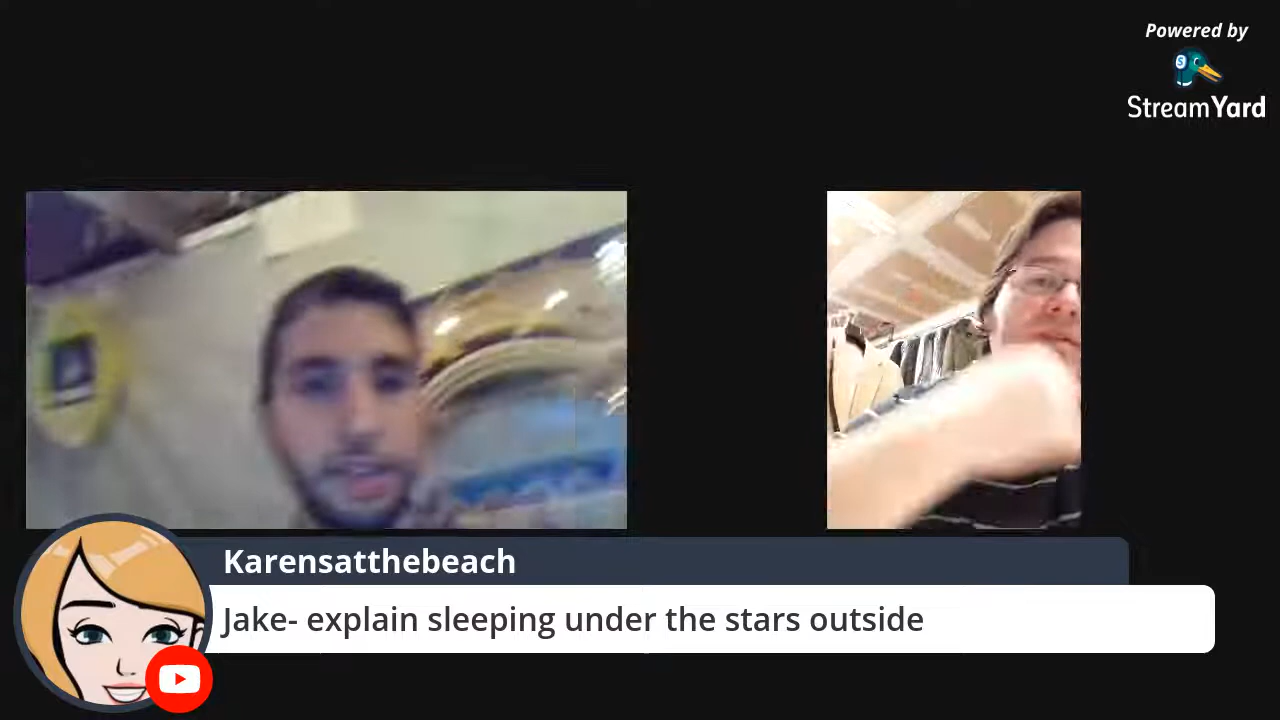 Powered by
StreamYard
Karensatthebeach
Jake- explain sleeping under the stars outside